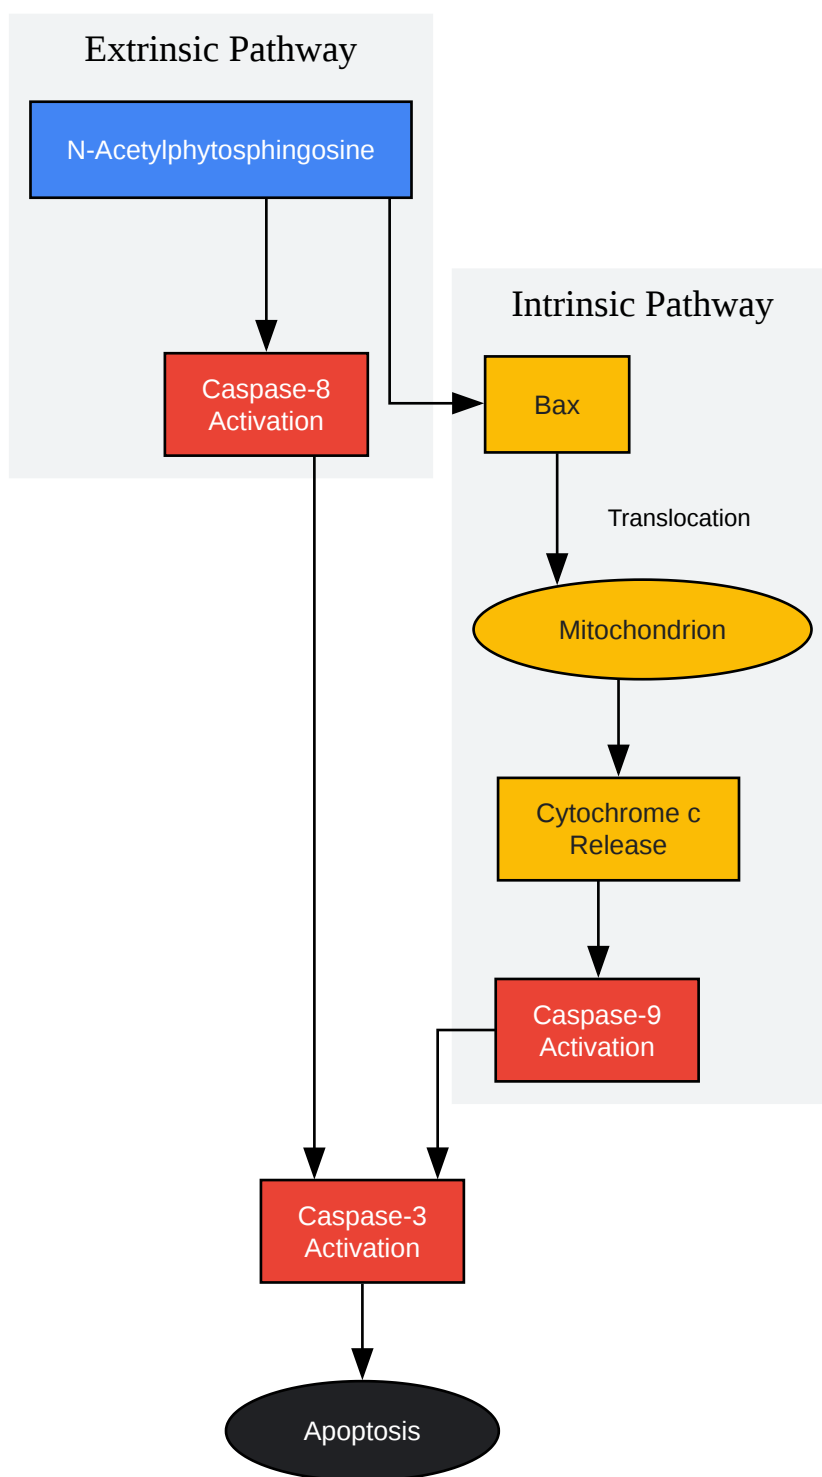 Extrinsic Pathway
N-Acetylphytosphingosine
Caspase-8
Activation
Intrinsic Pathway
Bax
Translocation
Mitochondrion
Cytochrome c
Release
Caspase-9
Activation
Caspase-3
Activation
Apoptosis